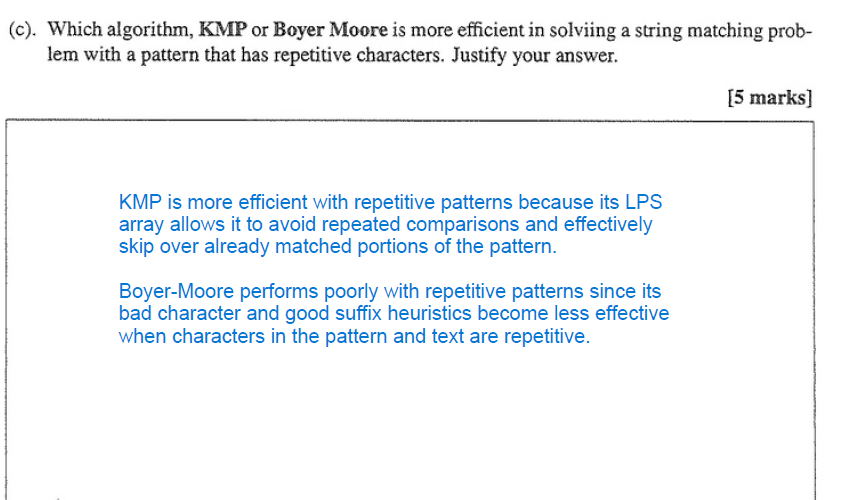 (c). Which algorithm, KMP or Boyer Moore is more efficient in solviing a string matching prob-
lem with a pattern that has repetitive characters. Justify your answer.
[5 marks]
KMP is more efficient with repetitive patterns because its LPS
array allows it to avoid repeated comparisons and effectively
skip over already matched portions of the pattern.
Boyer-Moore performs poorly with repetitive patterns since its
bad character and good suffix heuristics become less effective
when characters in the pattern and text are repetitive.